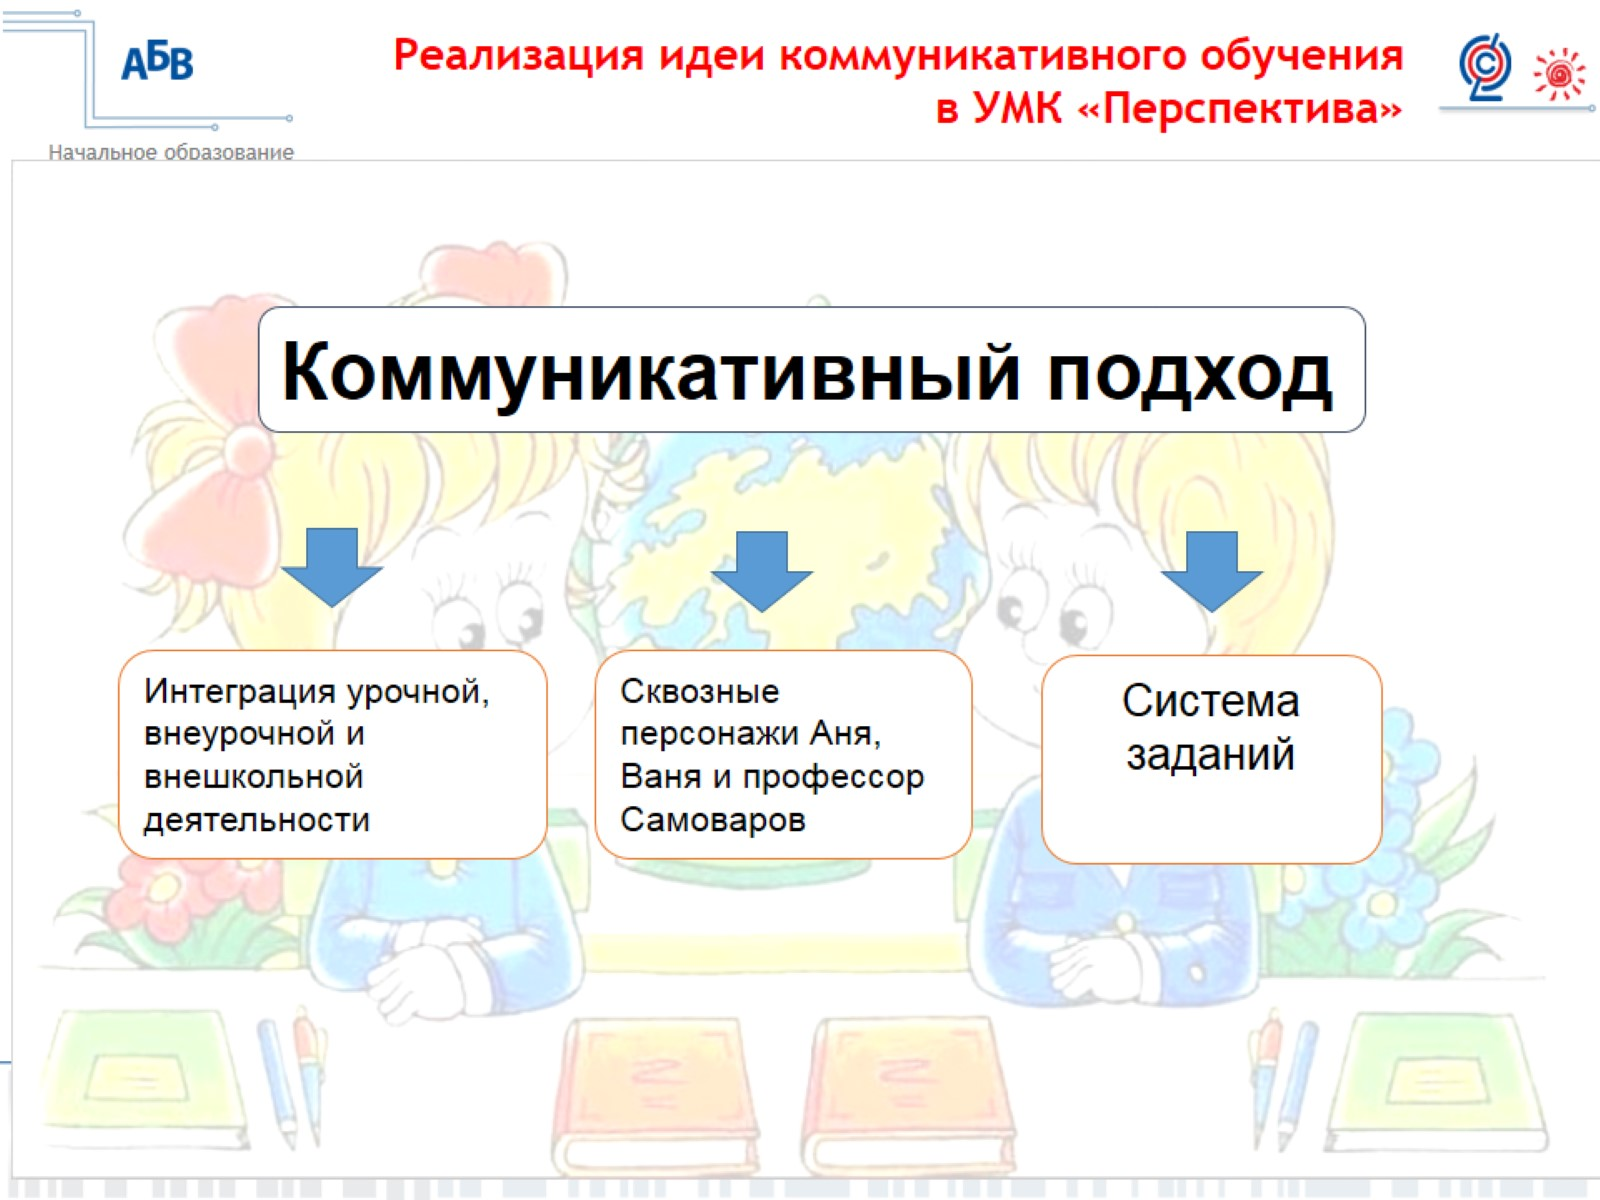 АБВ
Начальное образование
Реализация идеи коммуникативного обучения
в УМК «Перспектива»
Коммуникативный подход
Интеграция урочной,
внеурочной и
внешкольной
деятельности
Сквозные
персонажи Аня,
Ваня и профессор
Самоваров
Система
заданий